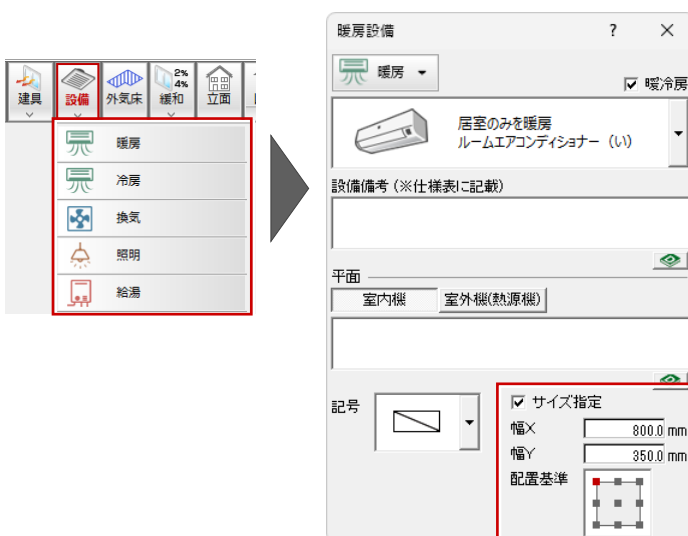 建具
設備
外気床
2%
4%
緩和
立面
暖房
冷房
換気
照明
給湯
暖房設備
?
×
暖房
暖冷房
居室のみを暖房
ルームエアコンディショナー（い）
設備備考（※仕様表に記載）
平面
室内機
室外機(熱源機)
記号
サイズ指定
幅X
800.0 mm
幅Y
350.0 mm
配置基準